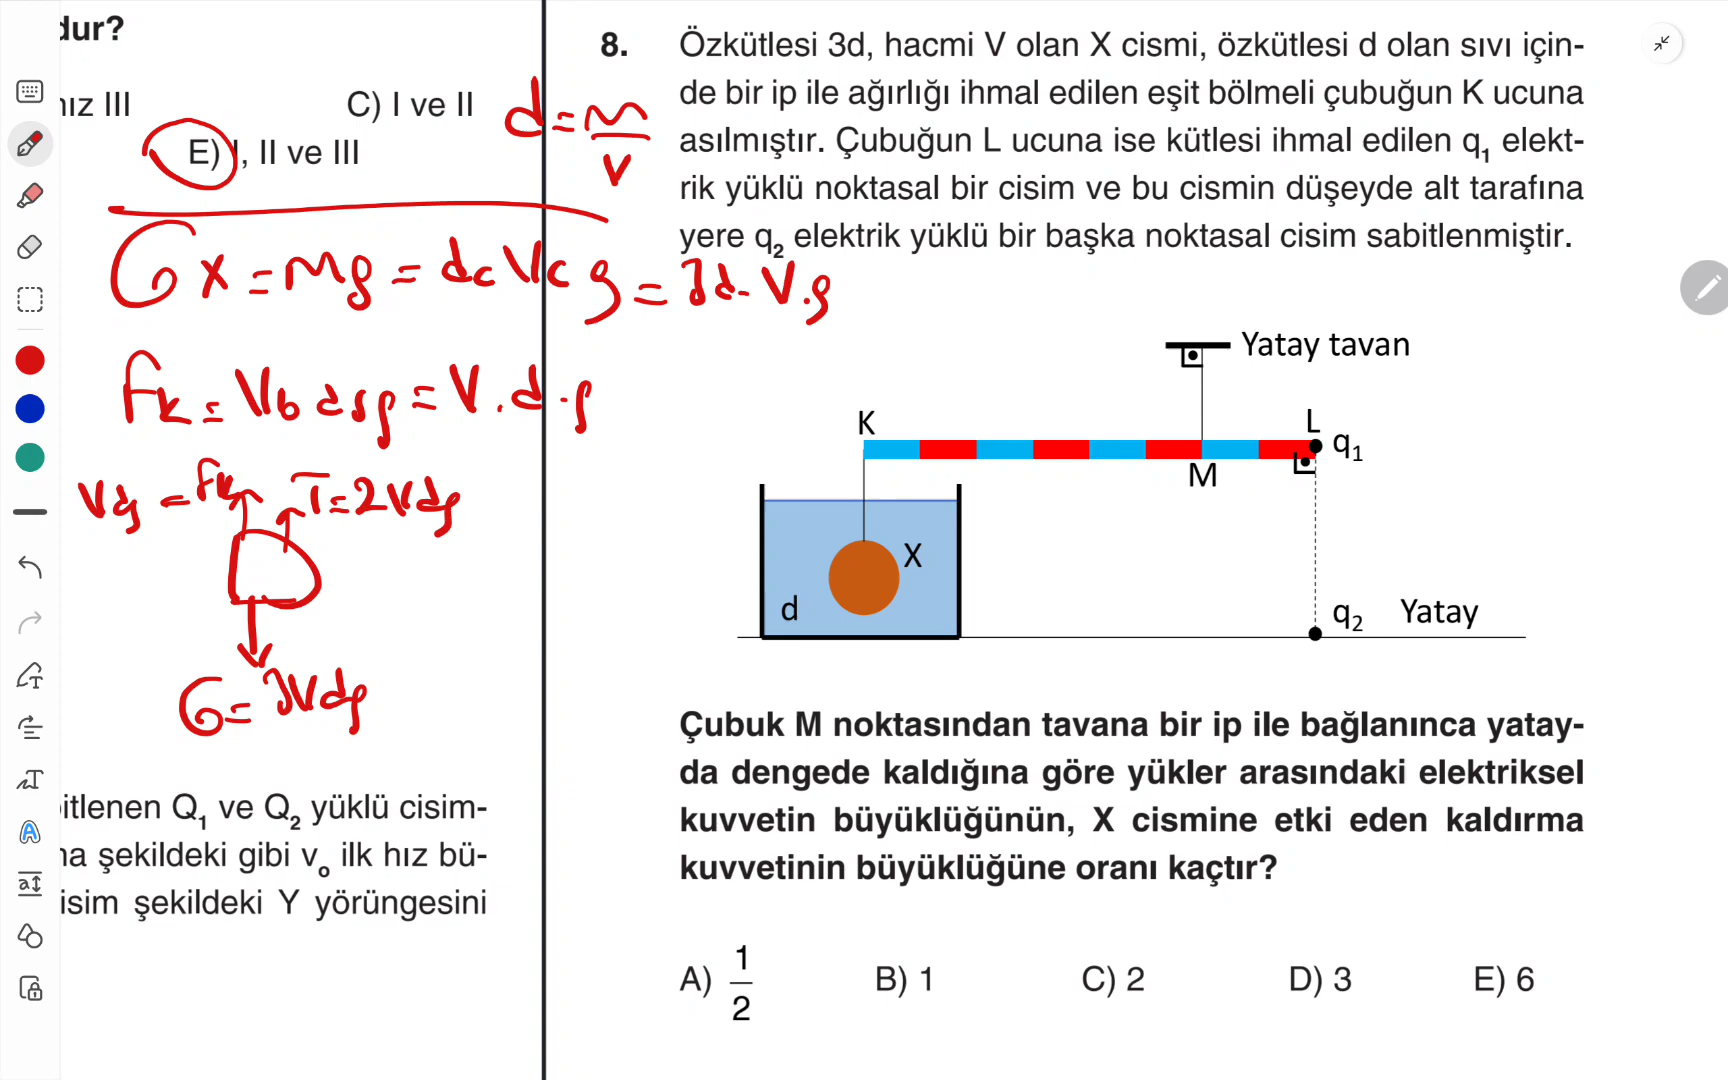 dur?
ız III
C) I ve II
E) I, II ve III
d = m / V
Gx = mg = dc Vc g = 3d. V. g
Fk = Vb ds g = V. d. g
Vdg = Fk
T = 2Vdg
G = 3Vdg
itlenen Q1 ve Q2 yüklü cisim-
a şekildeki gibi vo ilk hız bü-
isim şekildeki Y yörüngesini
8. Özkütlesi 3d, hacmi V olan X cismi, özkütlesi d olan sıvı için-
de bir ip ile ağırlığı ihmal edilen eşit bölmeli çubuğun K ucuna
asılmıştır. Çubuğun L ucuna ise kütlesi ihmal edilen q1 elekt-
rik yüklü noktasal bir cisim ve bu cismin düşeyde alt tarafına
yere q2 elektrik yüklü bir başka noktasal cisim sabitlenmiştir.
Yatay tavan
K
L
q1
M
X
d
q2 Yatay
Çubuk M noktasından tavana bir ip ile bağlanınca yatay-
da dengede kaldığına göre yükler arasındaki elektriksel
kuvvetin büyüklüğünün, X cismine etki eden kaldırma
kuvvetinin büyüklüğüne oranı kaçtır?
A) 1/2 B) 1 C) 2 D) 3 E) 6